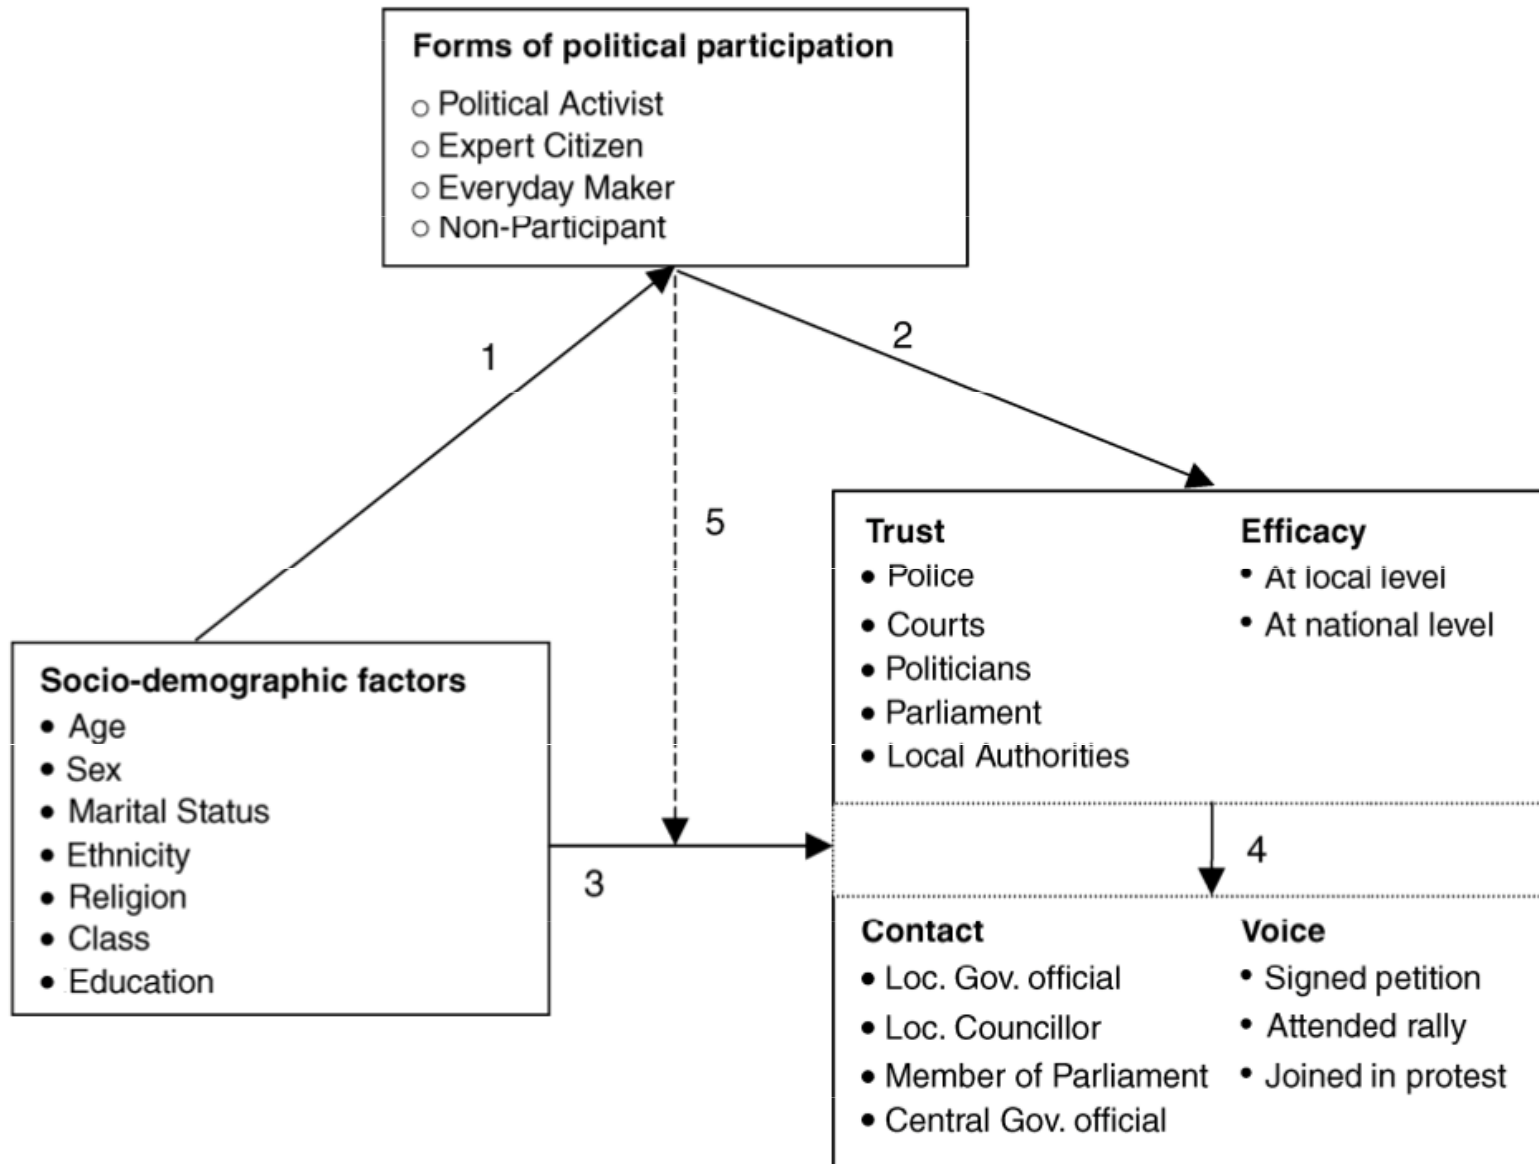 Forms of political participation
○ Political Activist
○ Expert Citizen
○ Everyday Maker
○ Non-Participant
1
2
5
Trust
• Police
• Courts
• Politicians
• Parliament
• Local Authorities
Efficacy
• At local level
• At national level
Socio-demographic factors
• Age
• Sex
• Marital Status
• Ethnicity
• Religion
• Class
• Education
3
4
Contact
• Loc. Gov. official
• Loc. Councillor
• Member of Parliament
• Central Gov. official
Voice
• Signed petition
• Attended rally
• Joined in protest